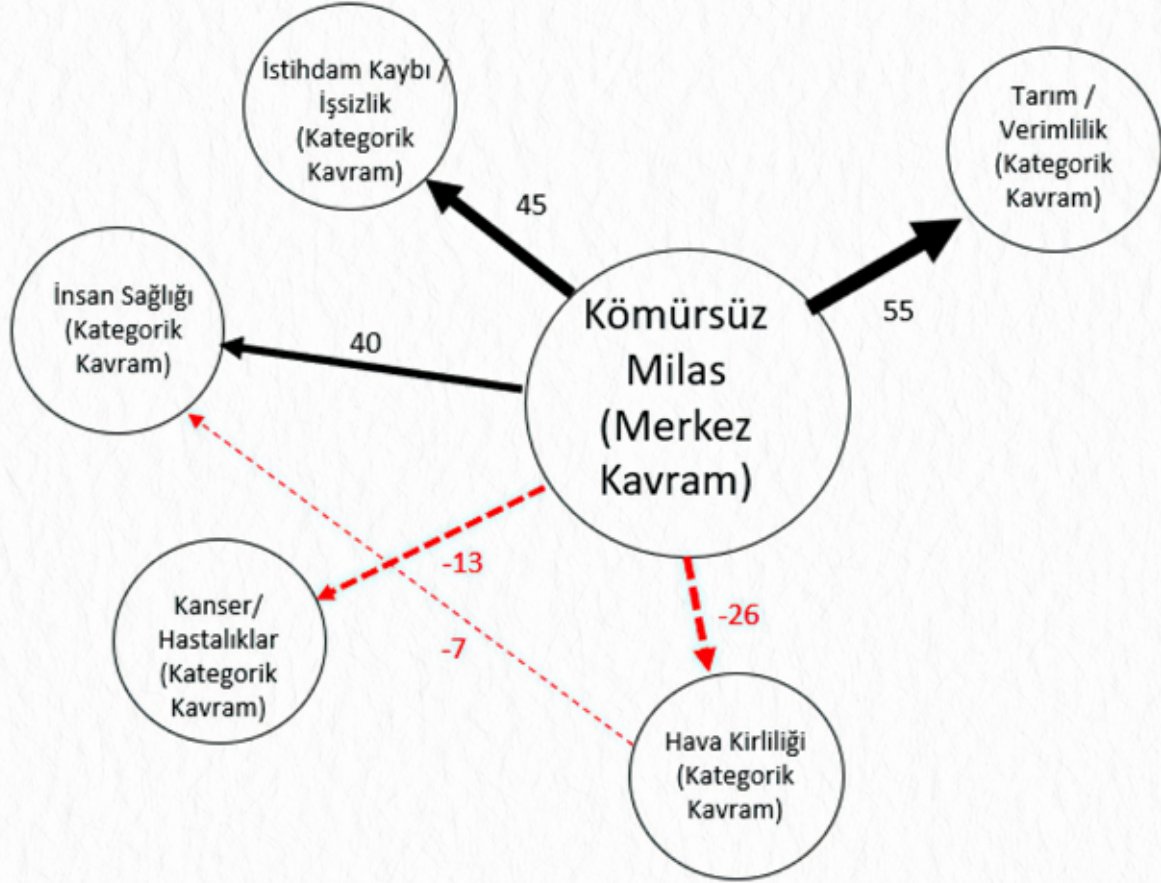 İstihdam Kaybı /
İşsizlik
(Kategorik
Kavram)
Tarım /
Verimlilik
(Kategorik
Kavram)
45
55
İnsan Sağlığı
(Kategorik
Kavram)
40
Kömürsüz
Milas
(Merkez
Kavram)
-13
-7
-26
Kanser/
Hastalıklar
(Kategorik
Kavram)
Hava Kirliliği
(Kategorik
Kavram)